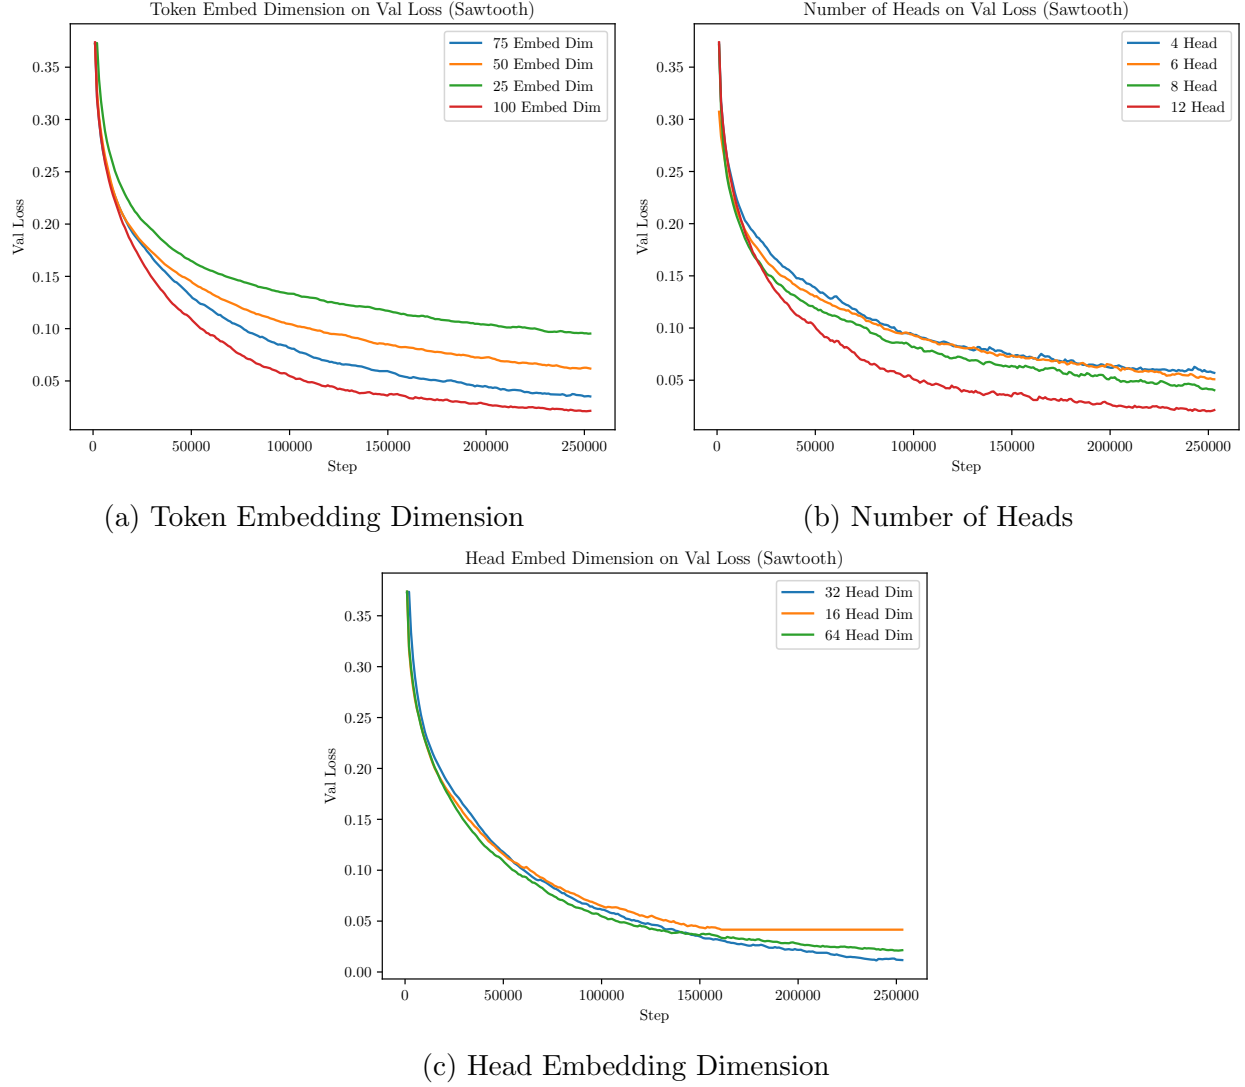 Token Embed Dimension on Val Loss (Sawtooth)
75 Embed Dim
50 Embed Dim
25 Embed Dim
100 Embed Dim
0.35
0.30
0.25
0.20
0.15
0.10
0.05
Val Loss
0 50000 100000 150000 200000 250000
Step
(a) Token Embedding Dimension
Number of Heads on Val Loss (Sawtooth)
4 Head
6 Head
8 Head
12 Head
0.35
0.30
0.25
0.20
0.15
0.10
0.05
Val Loss
0 50000 100000 150000 200000 250000
Step
(b) Number of Heads
Head Embed Dimension on Val Loss (Sawtooth)
32 Head Dim
16 Head Dim
64 Head Dim
0.35
0.30
0.25
0.20
0.15
0.10
0.05
0.00
Val Loss
0 50000 100000 150000 200000 250000
Step
(c) Head Embedding Dimension